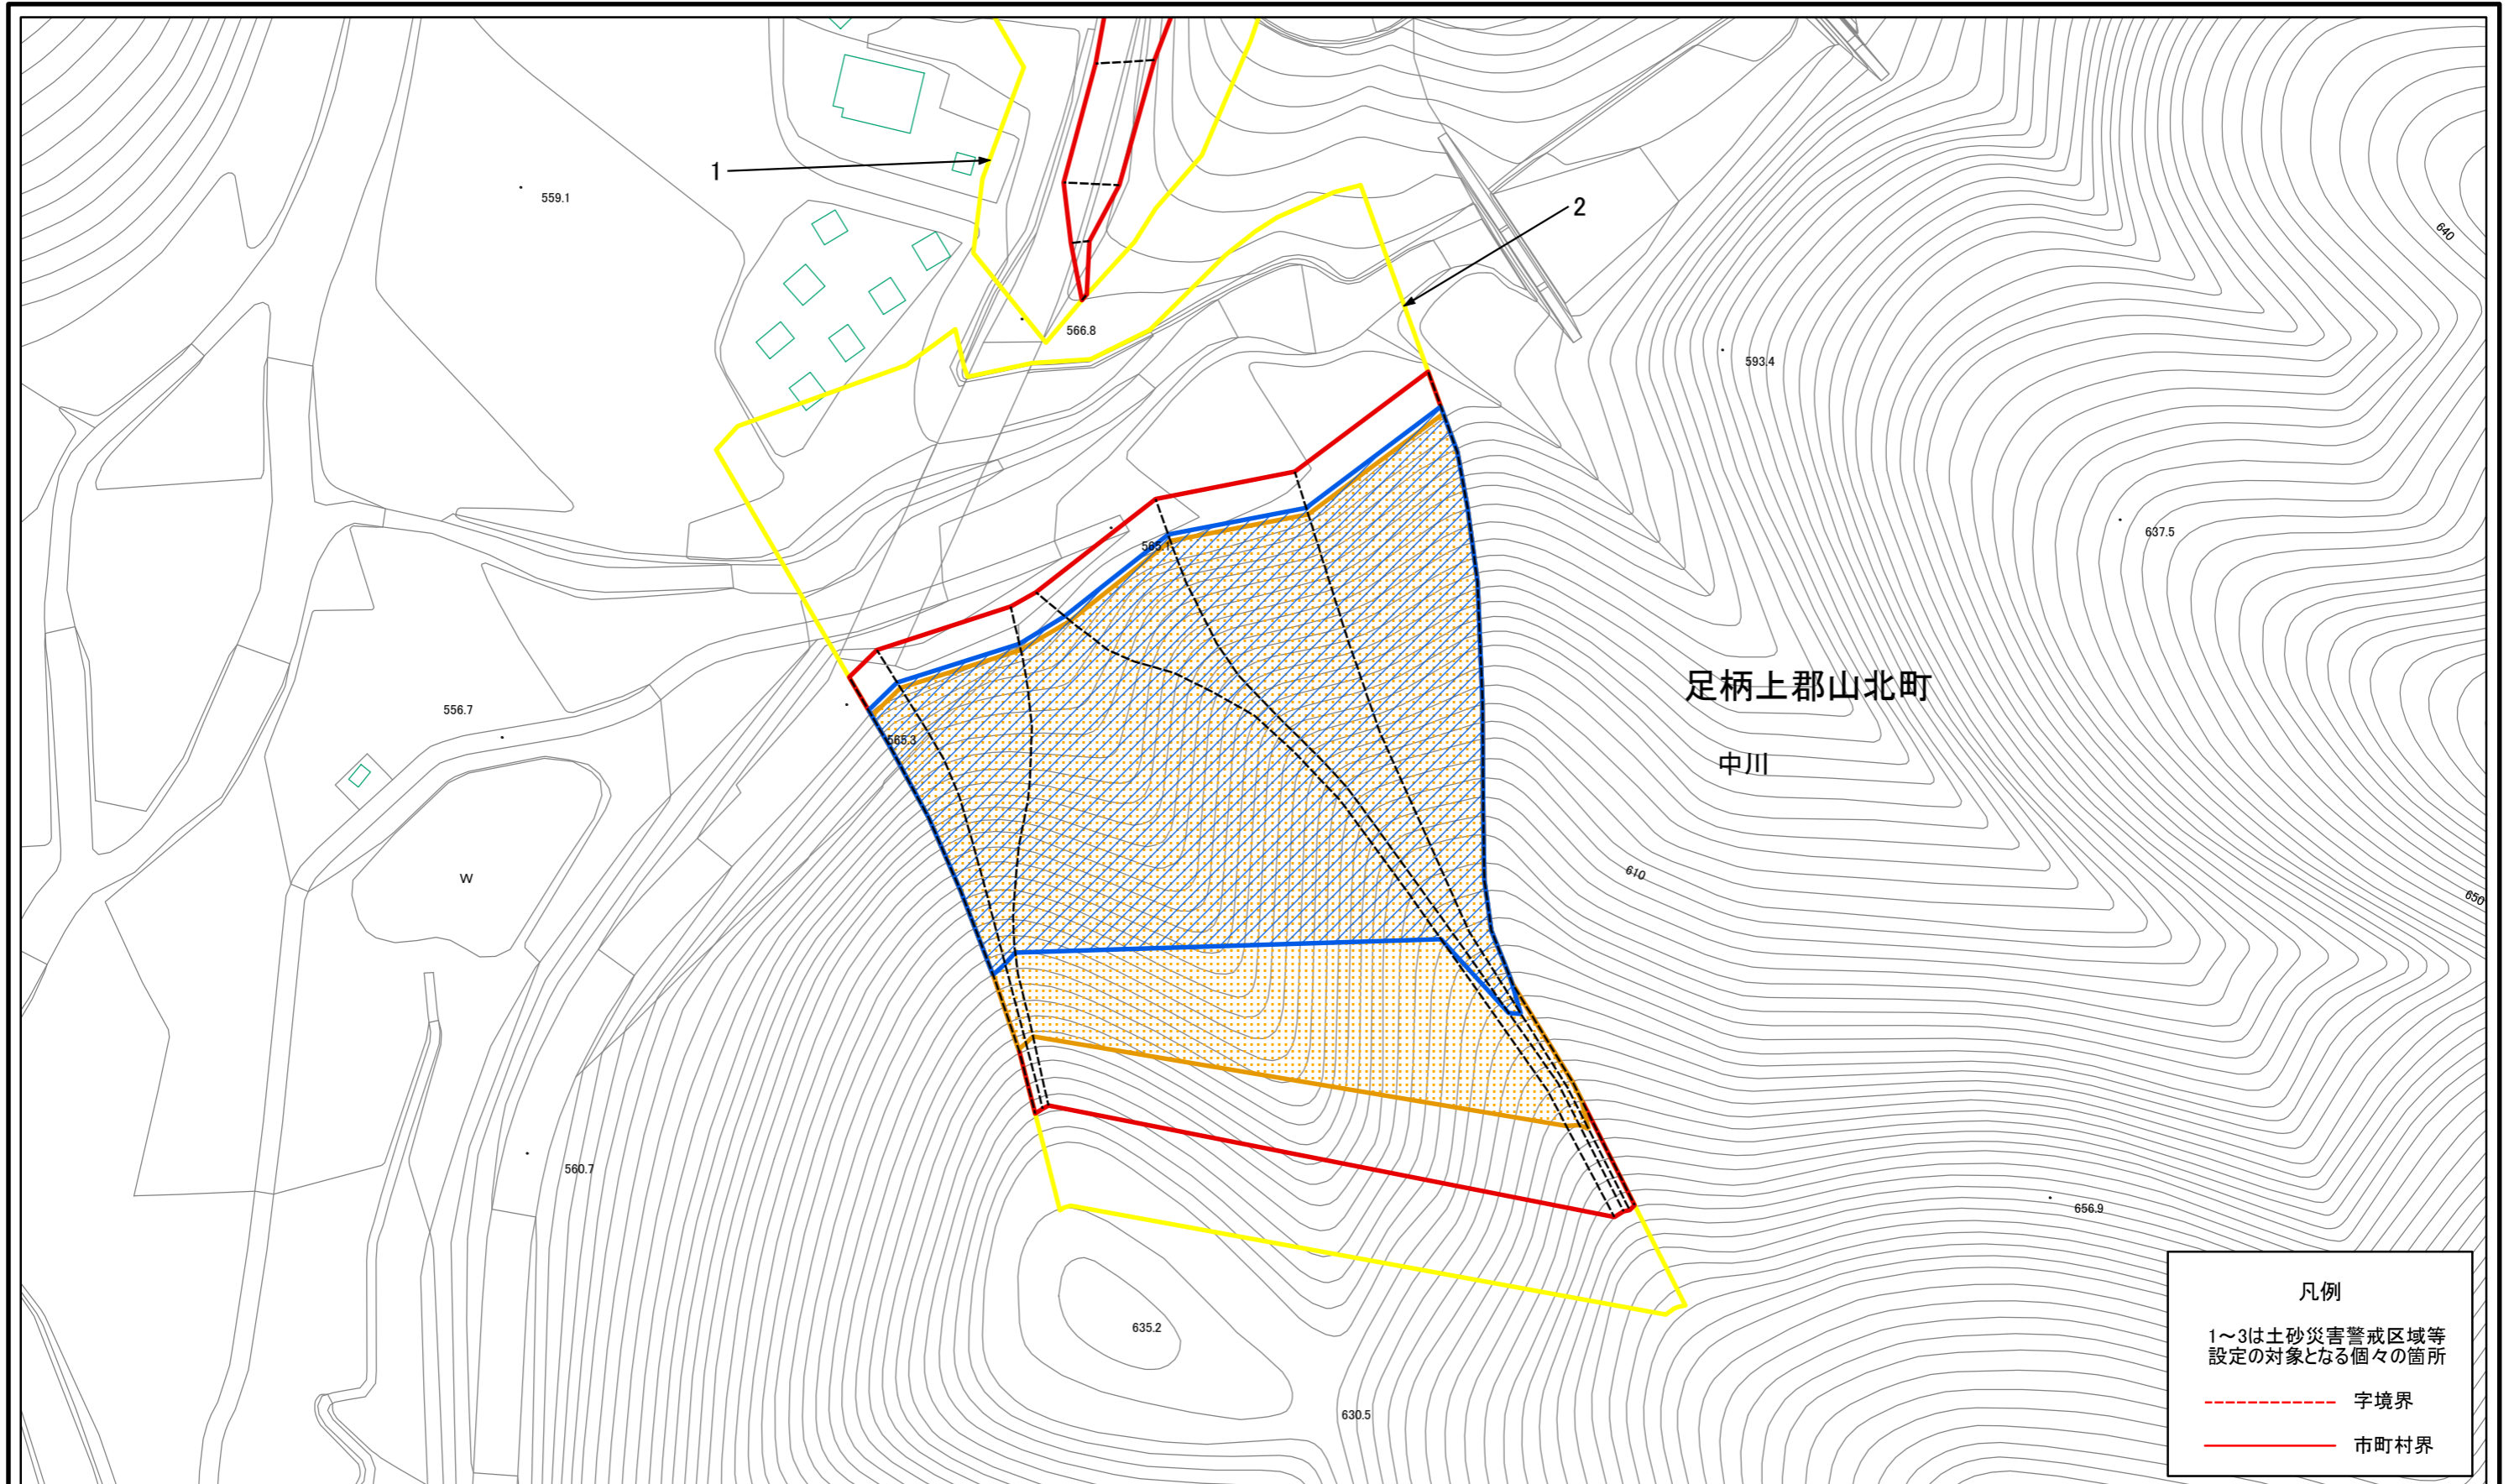 1
559.1
2
640
566.8
593.4
637.5
565.1
足柄上郡山北町
556.7
565.3
中川
610
W
650
560.7
656.9
635.2
630.5
凡例
1～3は土砂災害警戒区域等
設定の対象となる個々の箇所
字境界
市町村界